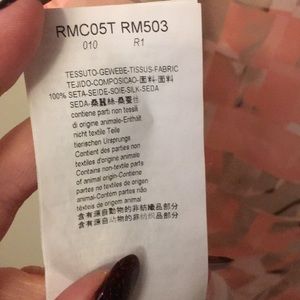 RMC05T RM503
010 R1
TESSUTO-GEWEBE-TISSUS-FABRIC
TEJIDO-COMPOSICAO-面料-面料
100% SETA-SEIDE-SOIE-SILK-SEDA
SEDA-桑蠶絲-桑蚕丝
contiene parti non tessili
di origine animale-Enthält
nicht textile Teile
tierischen Ursprungs
Contient des parties non
textiles d'origine animale
Contains non-textile parts
of animal origin-Contiene
partes no textiles de origen
animal-Contom partes não
têxteis de origem animal
含有源自動物的非紡織品部分
含有源自动物的非纺织品部分